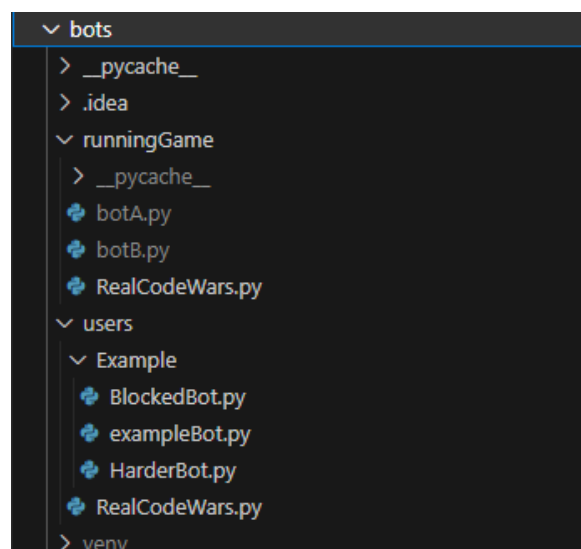 bots
__pycache__
.idea
runningGame
__pycache__
botA.py
botB.py
RealCodeWars.py
users
Example
BlockedBot.py
exampleBot.py
HarderBot.py
RealCodeWars.py
venv